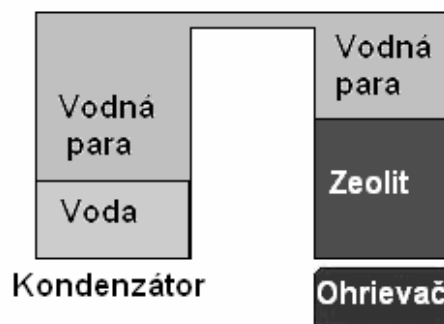 Vodná
para
Vodná
para
Voda
Zeolit
Kondenzátor
Ohrievač